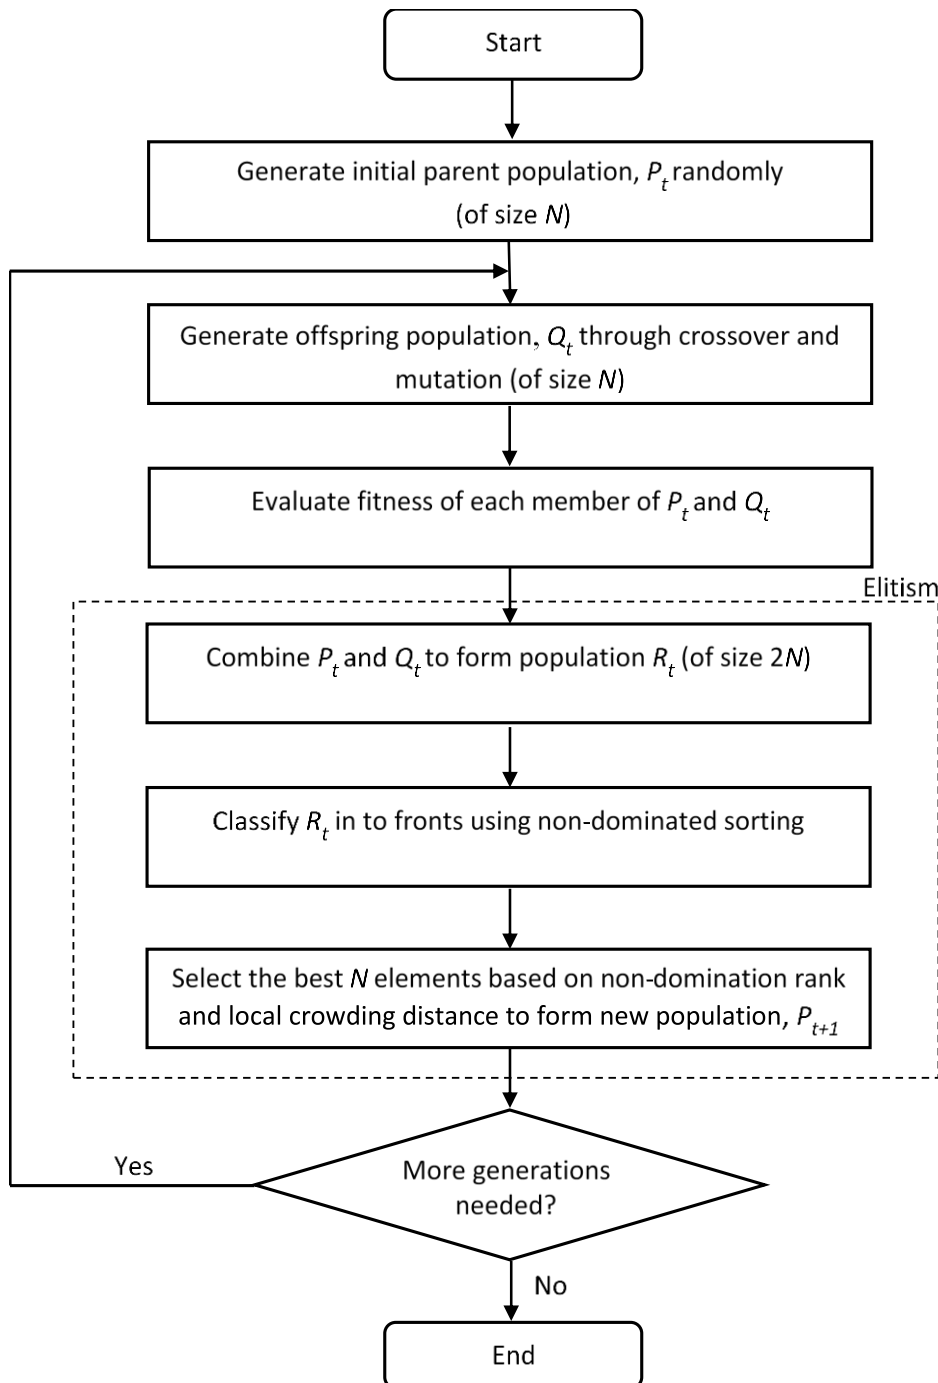 Start
Generate initial parent population, Pt randomly
(of size N)
Generate offspring population, Qt through crossover and
mutation (of size N)
Evaluate fitness of each member of Pt and Qt
Elitism
Combine Pt and Qt to form population Rt (of size 2N)
Classify Rt in to fronts using non-dominated sorting
Select the best N elements based on non-domination rank
and local crowding distance to form new population, Pt+1
Yes
More generations
needed?
No
End